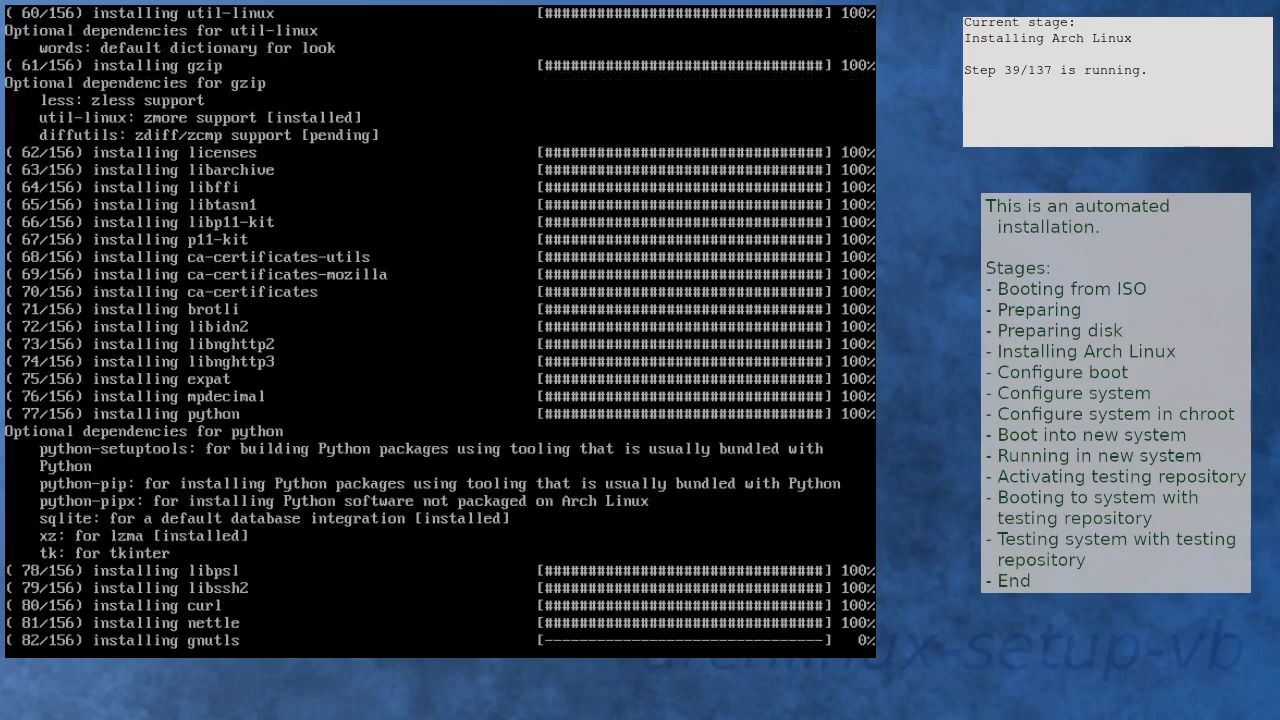 ( 60/156) installing util-linux [################################] 100%
Optional dependencies for util-linux
words: default dictionary for look
( 61/156) installing gzip [################################] 100%
Optional dependencies for gzip
less: zless support
util-linux: zmore support [installed]
diffutils: zdiff/zcmp support [pending]
( 62/156) installing licenses [################################] 100%
( 63/156) installing libarchive [################################] 100%
( 64/156) installing libffi [################################] 100%
( 65/156) installing libtasn1 [################################] 100%
( 66/156) installing libp11-kit [################################] 100%
( 67/156) installing p11-kit [################################] 100%
( 68/156) installing ca-certificates-utils [################################] 100%
( 69/156) installing ca-certificates-mozilla [################################] 100%
( 70/156) installing ca-certificates [################################] 100%
( 71/156) installing brotli [################################] 100%
( 72/156) installing libidn2 [################################] 100%
( 73/156) installing libnghttp2 [################################] 100%
( 74/156) installing libnghttp3 [################################] 100%
( 75/156) installing expat [################################] 100%
( 76/156) installing mpdecimal [################################] 100%
( 77/156) installing python [################################] 100%
Optional dependencies for python
python-setuptools: for building Python packages using tooling that is usually bundled with
Python
python-pip: for installing Python packages using tooling that is usually bundled with Python
python-pipx: for installing Python software not packaged on Arch Linux
sqlite: for a default database integration [installed]
xz: for lzma [installed]
tk: for tkinter
( 78/156) installing libpsl [################################] 100%
( 79/156) installing libssh2 [################################] 100%
( 80/156) installing curl [################################] 100%
( 81/156) installing nettle [################################] 100%
( 82/156) installing gnutls [--------------------------------] 0%
Current stage:
Installing Arch Linux
Step 39/137 is running.
This is an automated
installation.
Stages:
- Booting from ISO
- Preparing
- Preparing disk
- Installing Arch Linux
- Configure boot
- Configure system
- Configure system in chroot
- Boot into new system
- Running in new system
- Activating testing repository
- Booting to system with
testing repository
- Testing system with testing
repository
- End